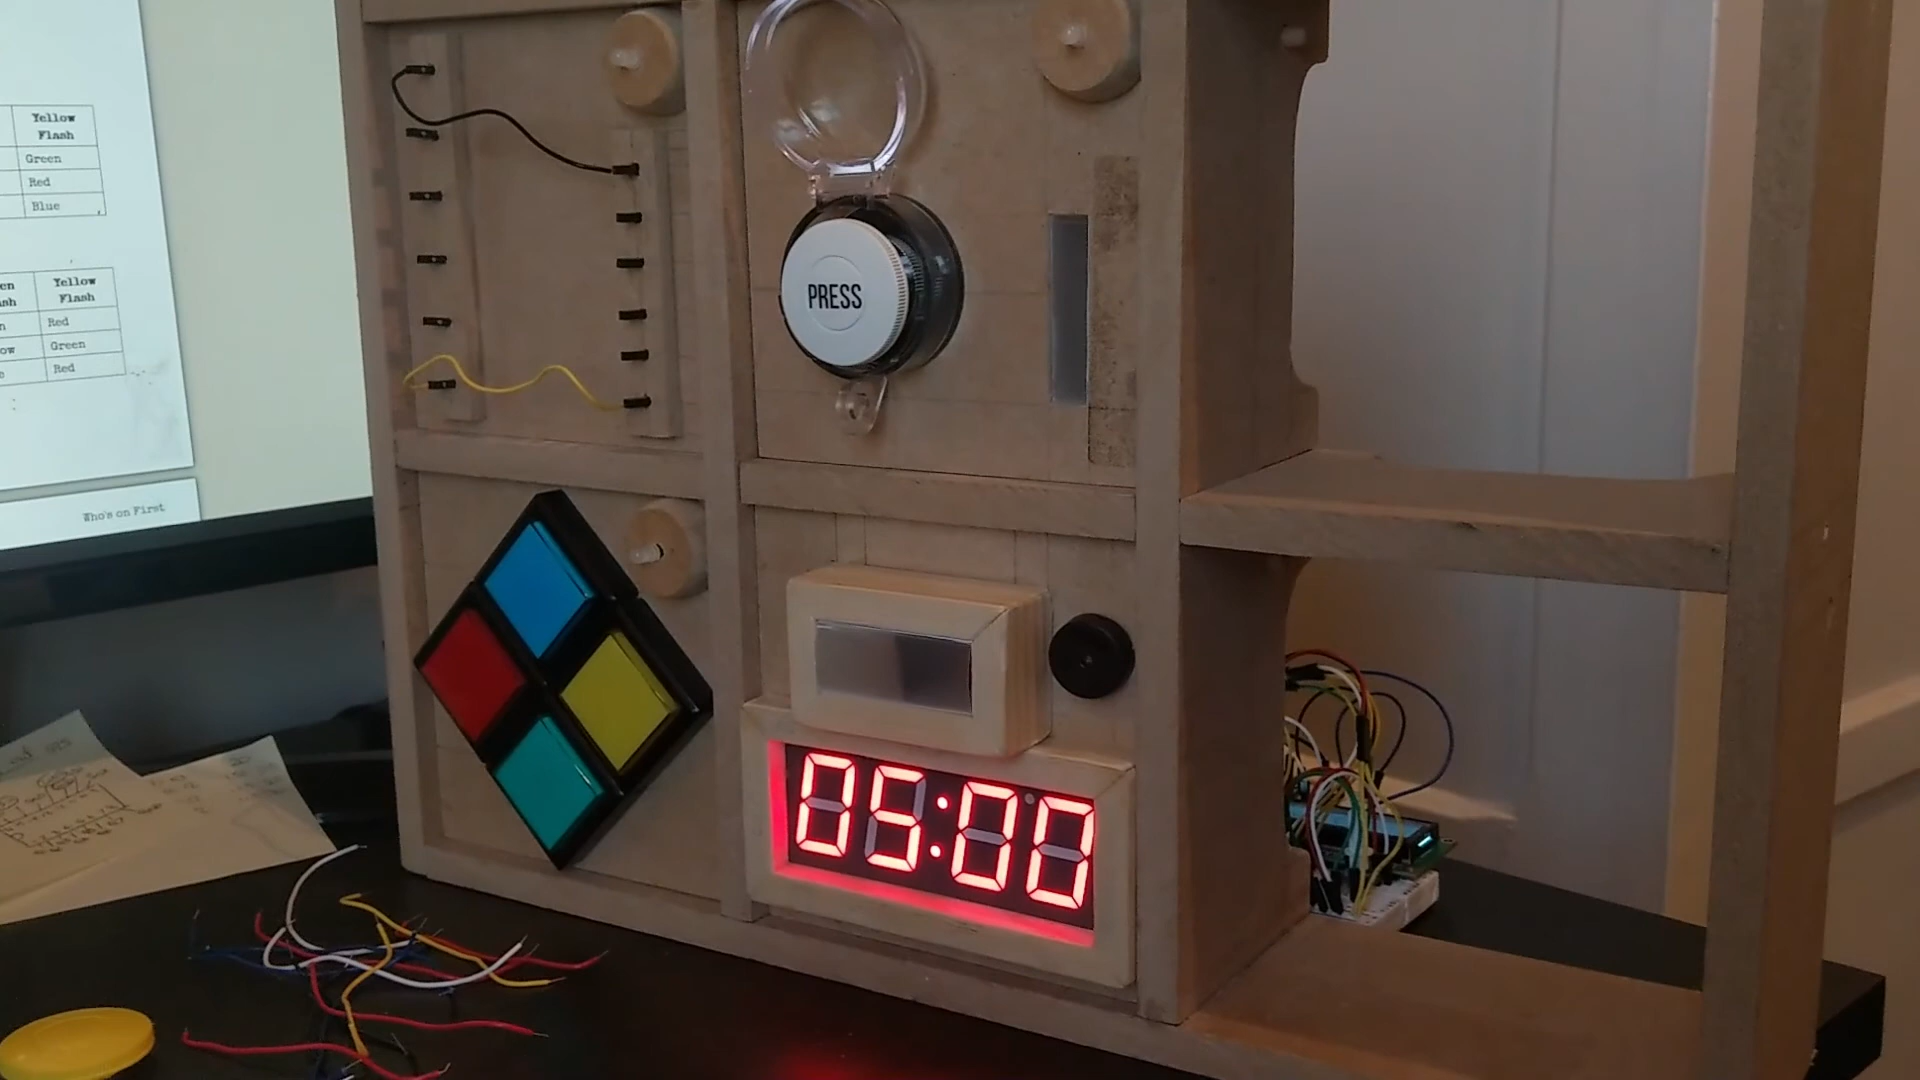 Yellow
Flash
Green
Red
Blue
Yellow
Flash
Red
Green
Red
Who's on First
PRESS
05:00